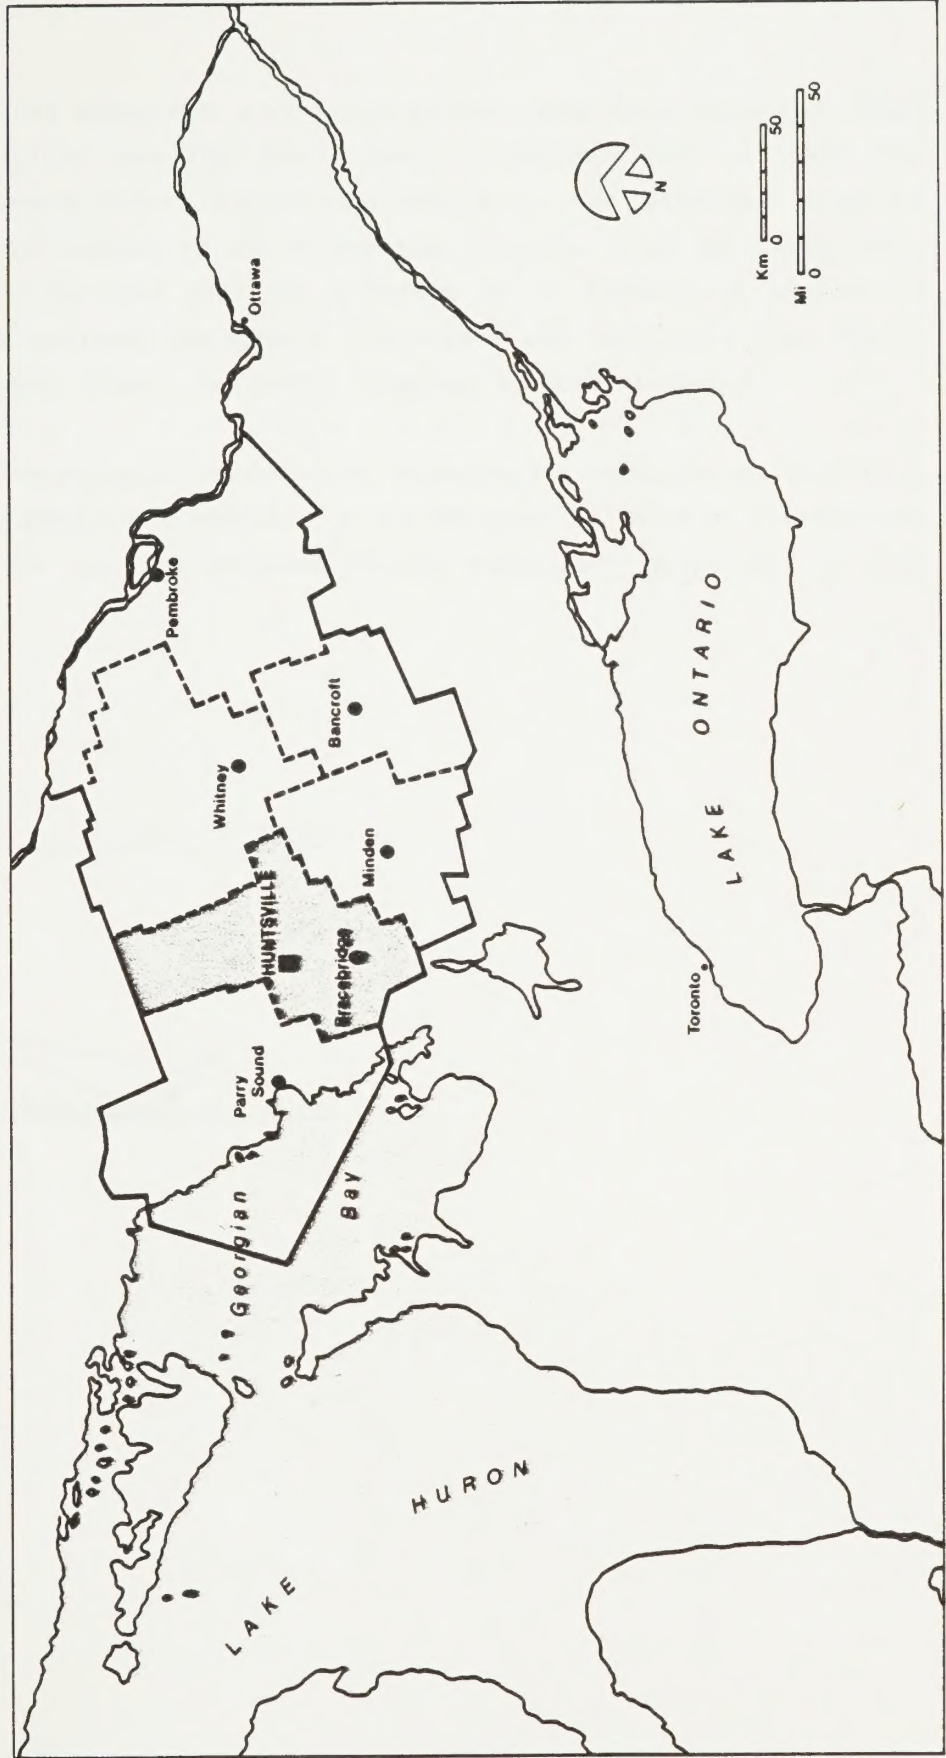 Ottawa
Pembroke
Whitney
Bancroft
HUNTSVILLE
Minden
Bracebridge
Parry
Sound
Georgian
Bay
LAKE HURON
LAKE ONTARIO
Toronto
N
Km 0 50
Mi 0 50